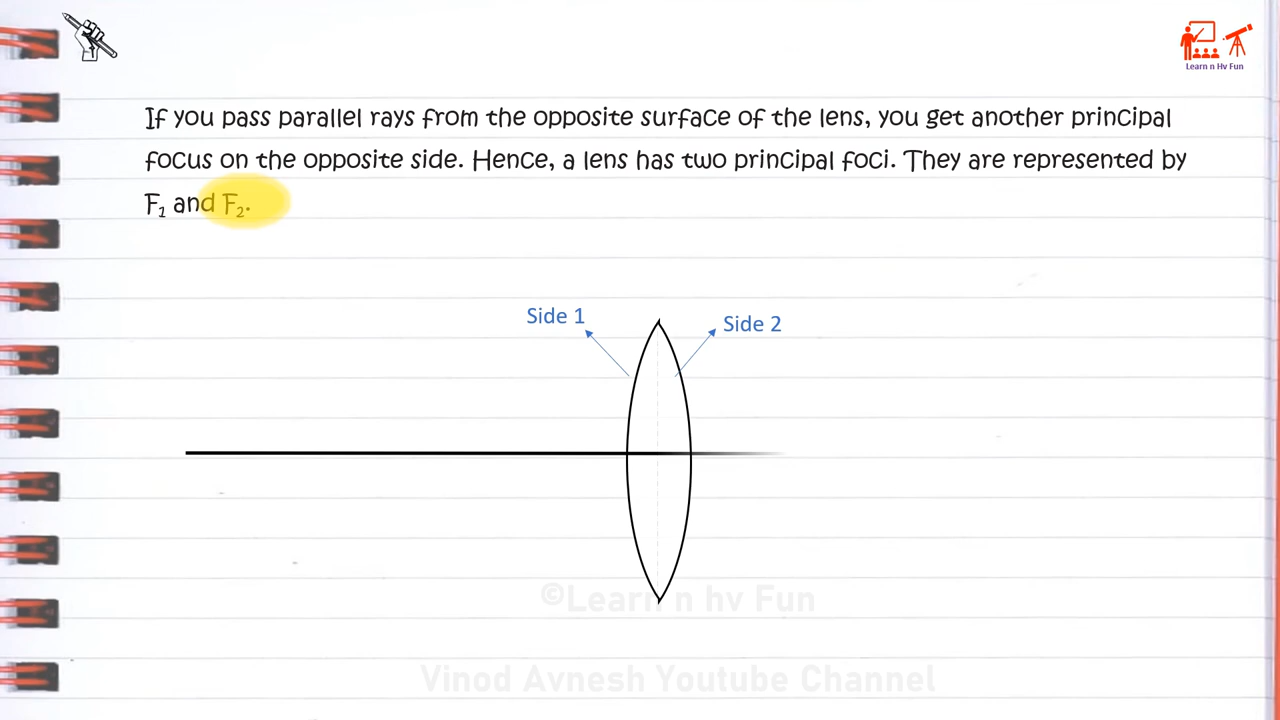 Learn n Hv Fun
If you pass parallel rays from the opposite surface of the lens, you get another principal
focus on the opposite side. Hence, a lens has two principal foci. They are represented by
F₁ and F₂.
Side 1
Side 2
©Learn n hv Fun
Vinod Avnesh Youtube Channel